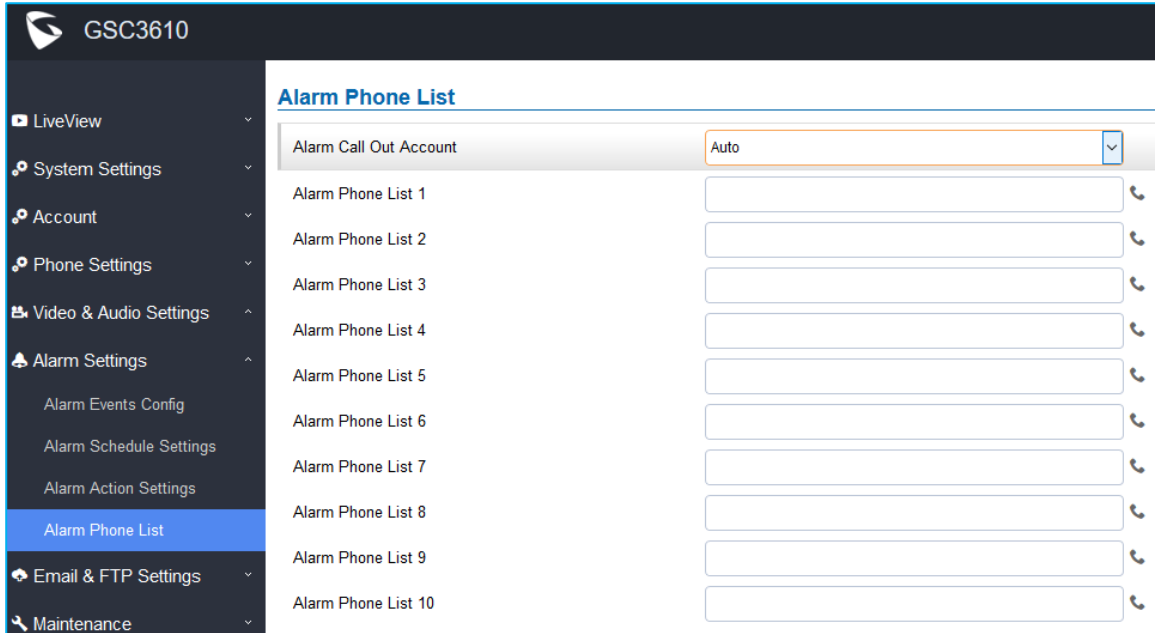 GSC3610
LiveView
System Settings
Account
Phone Settings
Video & Audio Settings
Alarm Settings
Alarm Events Config
Alarm Schedule Settings
Alarm Action Settings
Alarm Phone List
Email & FTP Settings
Maintenance
Alarm Phone List
Alarm Call Out Account Auto
Alarm Phone List 1
Alarm Phone List 2
Alarm Phone List 3
Alarm Phone List 4
Alarm Phone List 5
Alarm Phone List 6
Alarm Phone List 7
Alarm Phone List 8
Alarm Phone List 9
Alarm Phone List 10